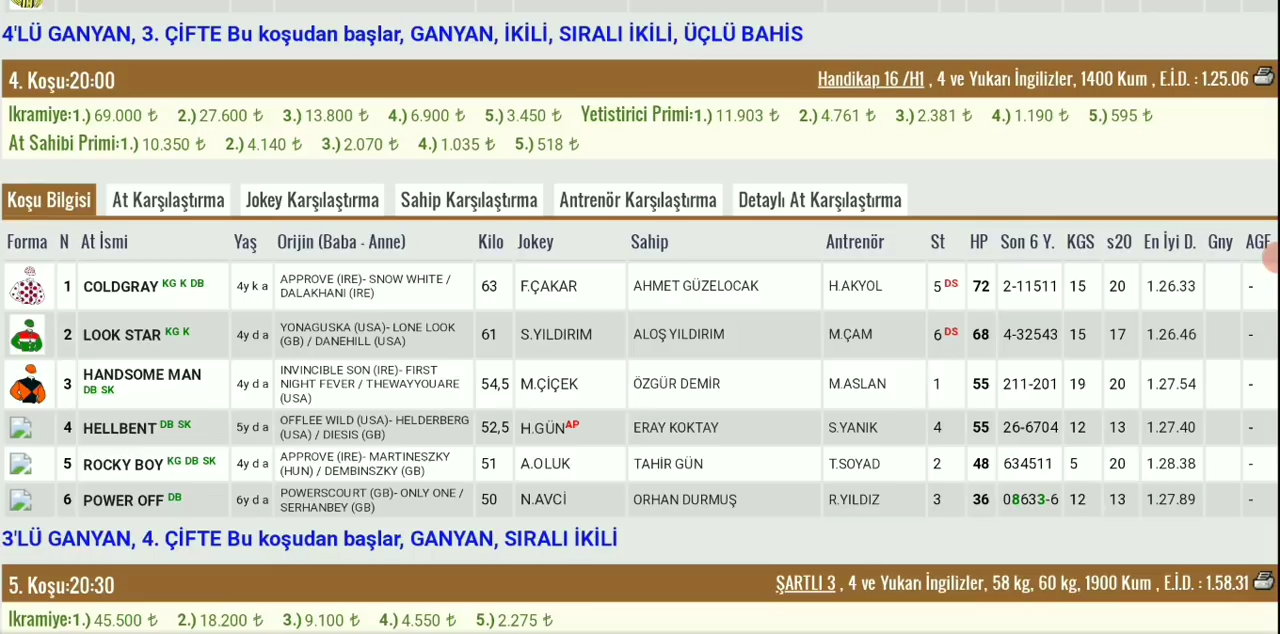 4'LÜ GANYAN, 3. ÇİFTE Bu koşudan başlar, GANYAN, İKİLİ, SIRALI İKİLİ, ÜÇLÜ BAHİS
4. Koşu:20:00 Handikap 16 /H1 , 4 ve Yukarı İngilizler, 1400 Kum , E.İ.D. : 1.25.06
Ikramiye:1.) 69.000 ₺ 2.) 27.600 ₺ 3.) 13.800 ₺ 4.) 6.900 ₺ 5.) 3.450 ₺ Yetistirici Primi:1.) 11.903 ₺ 2.) 4.761 ₺ 3.) 2.381 ₺ 4.) 1.190 ₺ 5.) 595 ₺
At Sahibi Primi:1.) 10.350 ₺ 2.) 4.140 ₺ 3.) 2.070 ₺ 4.) 1.035 ₺ 5.) 518 ₺
Koşu Bilgisi At Karşılaştırma Jokey Karşılaştırma Sahip Karşılaştırma Antrenör Karşılaştırma Detaylı At Karşılaştırma
Forma N At İsmi Yaş Orijin (Baba - Anne) Kilo Jokey Sahip Antrenör St HP Son 6 Y. KGS s20 En İyi D. Gny AGF
1 COLDGRAY KG K DB 4y k a APPROVE (IRE)- SNOW WHITE / DALAKHANI (IRE) 63 F.ÇAKAR AHMET GÜZELOCAK H.AKYOL 5 DS 72 2-11511 15 20 1.26.33 -
2 LOOK STAR KG K 4y d a YONAGUSKA (USA)- LONE LOOK (GB) / DANEHILL (USA) 61 S.YILDIRIM ALOŞ YILDIRIM M.ÇAM 6 DS 68 4-32543 15 17 1.26.46 -
3 HANDSOME MAN DB SK 4y d a INVINCIBLE SON (IRE)- FIRST NIGHT FEVER / THEWAYYOUARE (USA) 54,5 M.ÇİÇEK ÖZGÜR DEMİR M.ASLAN 1 55 211-201 19 20 1.27.54 -
4 HELLBENT DB SK 5y d a OFFLEE WILD (USA)- HELDERBERG (USA) / DIESIS (GB) 52,5 H.GÜN AP ERAY KOKTAY S.YANIK 4 55 26-6704 12 13 1.27.40 -
5 ROCKY BOY KG DB SK 4y d a APPROVE (IRE)- MARTINESZKY (HUN) / DEMBINSZKY (GB) 51 A.OLUK TAHİR GÜN T.SOYAD 2 48 634511 5 20 1.28.38 -
6 POWER OFF DB 6y d a POWERSCOURT (GB)- ONLY ONE / SERHANBEY (GB) 50 N.AVCİ ORHAN DURMUŞ R.YILDIZ 3 36 08633-6 12 13 1.27.89 -
3'LÜ GANYAN, 4. ÇİFTE Bu koşudan başlar, GANYAN, SIRALI İKİLİ
5. Koşu:20:30 ŞARTLI 3 , 4 ve Yukarı İngilizler, 58 kg, 60 kg, 1900 Kum , E.İ.D. : 1.58.31
Ikramiye:1.) 45.500 ₺ 2.) 18.200 ₺ 3.) 9.100 ₺ 4.) 4.550 ₺ 5.) 2.275 ₺